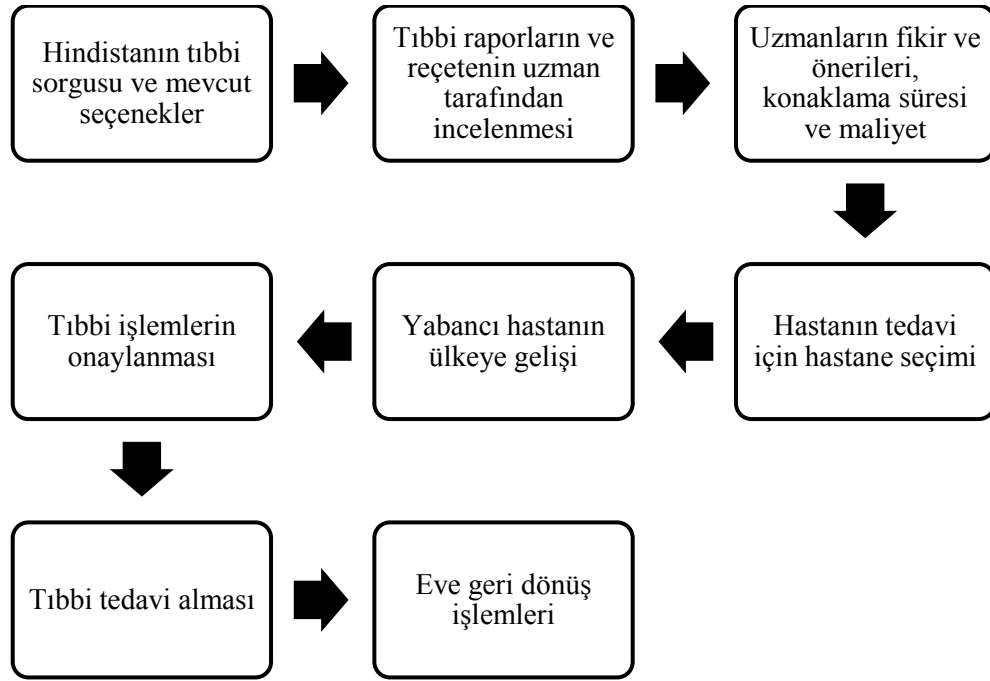 Hindistanın tıbbi
sorgusu ve mevcut
seçenekler
Tıbbi raporların ve
reçetenin uzman
tarafından
incelenmesi
Uzmanların fikir ve
önerileri,
konaklama süresi
ve maliyet
Hastanın tedavi
için hastane seçimi
Yabancı hastanın
ülkeye gelişi
Tıbbi işlemlerin
onaylanması
Tıbbi tedavi alması
Eve geri dönüş
işlemleri